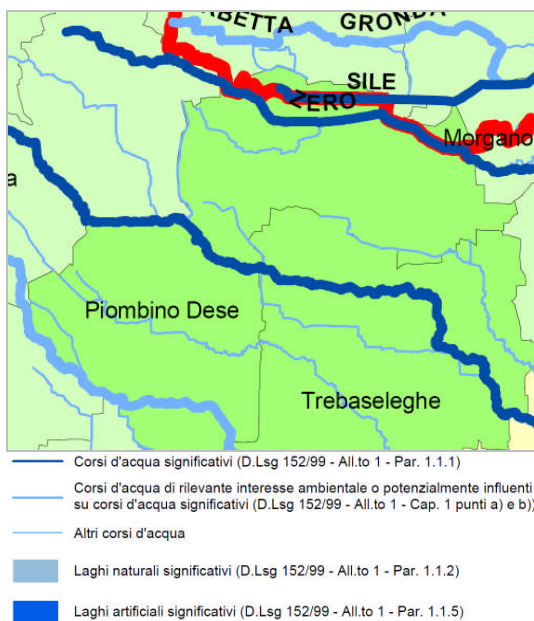 BETTA GRONDA
SILE
ZERO
Morgano
a
Piombino Dese
Trebaseleghe
Corsi d'acqua significativi (D.Lsg 152/99 - All.to 1 - Par. 1.1.1)
Corsi d'acqua di rilevante interesse ambientale o potenzialmente influenti
su corsi d'acqua significativi (D.Lsg 152/99 - All.to 1 - Cap. 1 punti a) e b))
Altri corsi d'acqua
Laghi naturali significativi (D.Lsg 152/99 - All.to 1 - Par. 1.1.2)
Laghi artificiali significativi (D.Lsg 152/99 - All.to 1 - Par. 1.1.5)